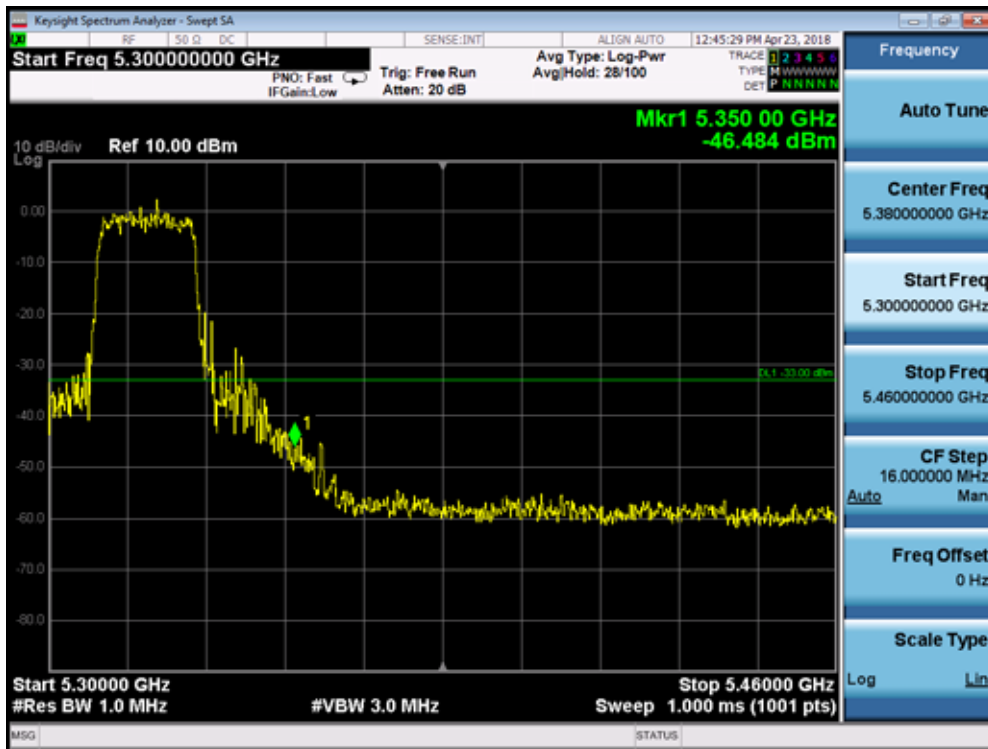 Keysight Spectrum Analyzer - Swept SA
LXI RF 50 Ω DC SENSE:INT ALIGN AUTO 12:45:29 PM Apr 23, 2018
Start Freq 5.300000000 GHz
PNO: Fast
IFGain:Low
Trig: Free Run
Atten: 20 dB
Avg Type: Log-Pwr
Avg|Hold: 28/100
TRACE 1 2 3 4 5 6
TYPE M W W W W W
DET P N N N N N
Mkr1 5.350 00 GHz
-46.484 dBm
10 dB/div Ref 10.00 dBm
Log
0.00
-10.0
-20.0
-30.0
DL1 -33.00 dBm
-40.0
1
-50.0
-60.0
-70.0
-80.0
Start 5.30000 GHz Stop 5.46000 GHz
#Res BW 1.0 MHz #VBW 3.0 MHz Sweep 1.000 ms (1001 pts)
MSG STATUS
Frequency
Auto Tune
Center Freq
5.380000000 GHz
Start Freq
5.300000000 GHz
Stop Freq
5.460000000 GHz
CF Step
16.000000 MHz
Auto Man
Freq Offset
0 Hz
Scale Type
Log Lin